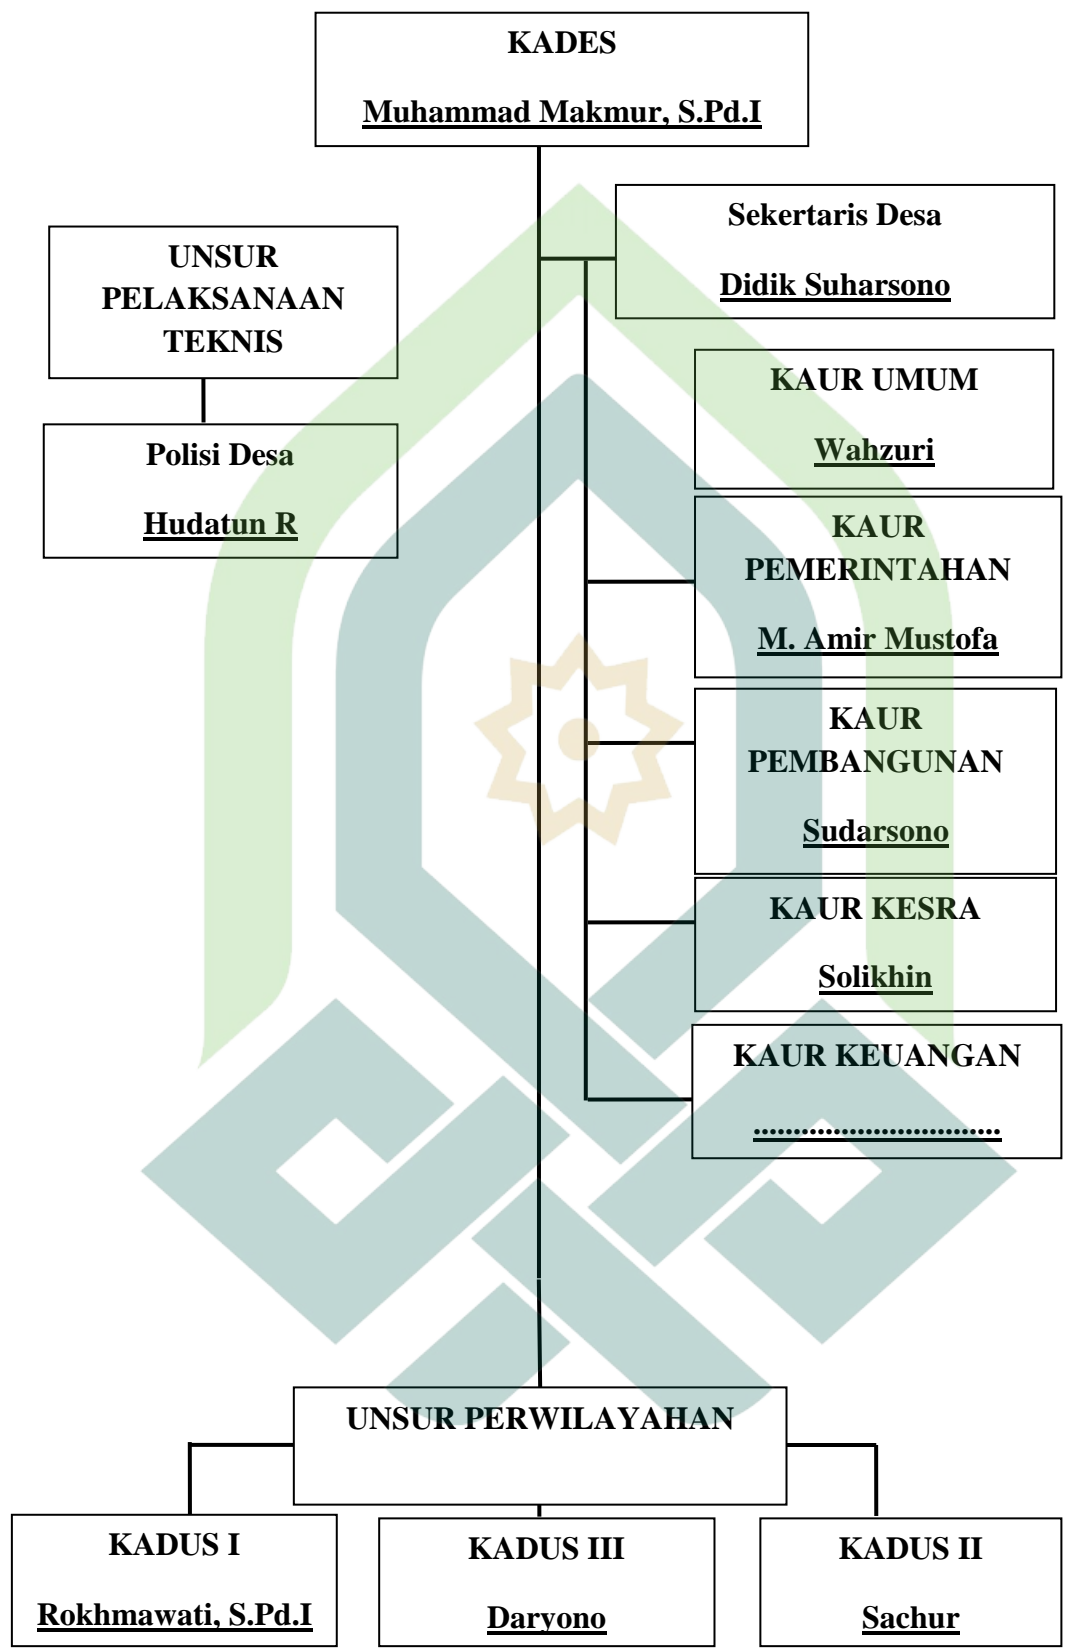 KADES
Muhammad Makmur, S.Pd.I
Sekertaris Desa
Didik Suharsono
UNSUR
PELAKSANAAN
TEKNIS
Polisi Desa
Hudatun R
KAUR UMUM
Wahzuri
KAUR
PEMERINTAHAN
M. Amir Mustofa
KAUR
PEMBANGUNAN
Sudarsono
KAUR KESRA
Solikhin
KAUR KEUANGAN
...............................
UNSUR PERWILAYAHAN
KADUS I
Rokhmawati, S.Pd.I
KADUS III
Daryono
KADUS II
Sachur